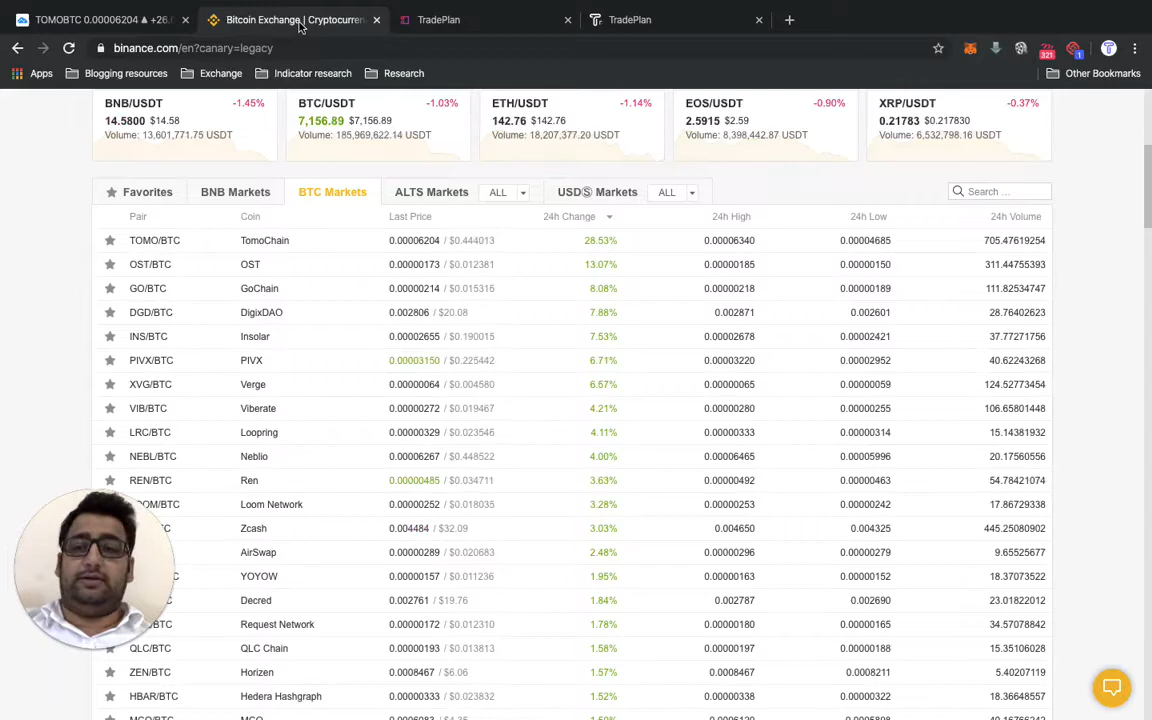 TOMOBTC 0.00006204 ▲ +26.
Bitcoin Exchange | Cryptocurren
TradePlan
TradePlan
binance.com/en?canary=legacy
321
1
Apps
Blogging resources
Exchange
Indicator research
Research
Other Bookmarks
BNB/USDT -1.45%
14.5800 $14.58
Volume: 13,601,771.75 USDT
BTC/USDT -1.03%
7,156.89 $7,156.89
Volume: 185,969,622.14 USDT
ETH/USDT -1.14%
142.76 $142.76
Volume: 18,207,377.20 USDT
EOS/USDT -0.90%
2.5915 $2.59
Volume: 8,398,442.87 USDT
XRP/USDT -0.37%
0.21783 $0.217830
Volume: 6,532,798.16 USDT
Favorites BNB Markets BTC Markets ALTS Markets ALL USDⓈ Markets ALL Search ...
Pair Coin Last Price 24h Change 24h High 24h Low 24h Volume
TOMO/BTC TomoChain 0.00006204 / $0.444013 28.53% 0.00006340 0.00004685 705.47619254
OST/BTC OST 0.00000173 / $0.012381 13.07% 0.00000185 0.00000150 311.44755393
GO/BTC GoChain 0.00000214 / $0.015316 8.08% 0.00000218 0.00000189 111.82534747
DGD/BTC DigixDAO 0.002806 / $20.08 7.88% 0.002871 0.002601 28.76402623
INS/BTC Insolar 0.00002655 / $0.190015 7.53% 0.00002678 0.00002421 37.77271756
PIVX/BTC PIVX 0.00003150 / $0.225442 6.71% 0.00003220 0.00002952 40.62243268
XVG/BTC Verge 0.00000064 / $0.004580 6.57% 0.00000065 0.00000059 124.52773454
VIB/BTC Viberate 0.00000272 / $0.019467 4.21% 0.00000280 0.00000255 106.65801448
LRC/BTC Loopring 0.00000329 / $0.023546 4.11% 0.00000333 0.00000314 15.14381932
NEBL/BTC Neblio 0.00006267 / $0.448522 4.00% 0.00006465 0.00005996 20.17560556
REN/BTC Ren 0.00000485 / $0.034711 3.63% 0.00000492 0.00000463 54.78421074
OOM/BTC Loom Network 0.00000252 / $0.018035 3.28% 0.00000253 0.00000242 17.86729338
Zcash 0.004484 / $32.09 3.03% 0.004650 0.004325 445.25080902
AirSwap 0.00000289 / $0.020683 2.48% 0.00000296 0.00000279 9.65525677
YOYOW 0.00000157 / $0.011236 1.95% 0.00000163 0.00000152 18.37073522
Decred 0.002761 / $19.76 1.84% 0.002787 0.002690 23.01822012
Request Network 0.00000172 / $0.012310 1.78% 0.00000180 0.00000165 34.57078842
QLC/BTC QLC Chain 0.00000193 / $0.013813 1.58% 0.00000197 0.00000188 15.35106028
ZEN/BTC Horizen 0.0008467 / $6.06 1.57% 0.0008467 0.0008211 5.40207119
HBAR/BTC Hedera Hashgraph 0.00000333 / $0.023832 1.52% 0.00000338 0.00000322 18.36648557